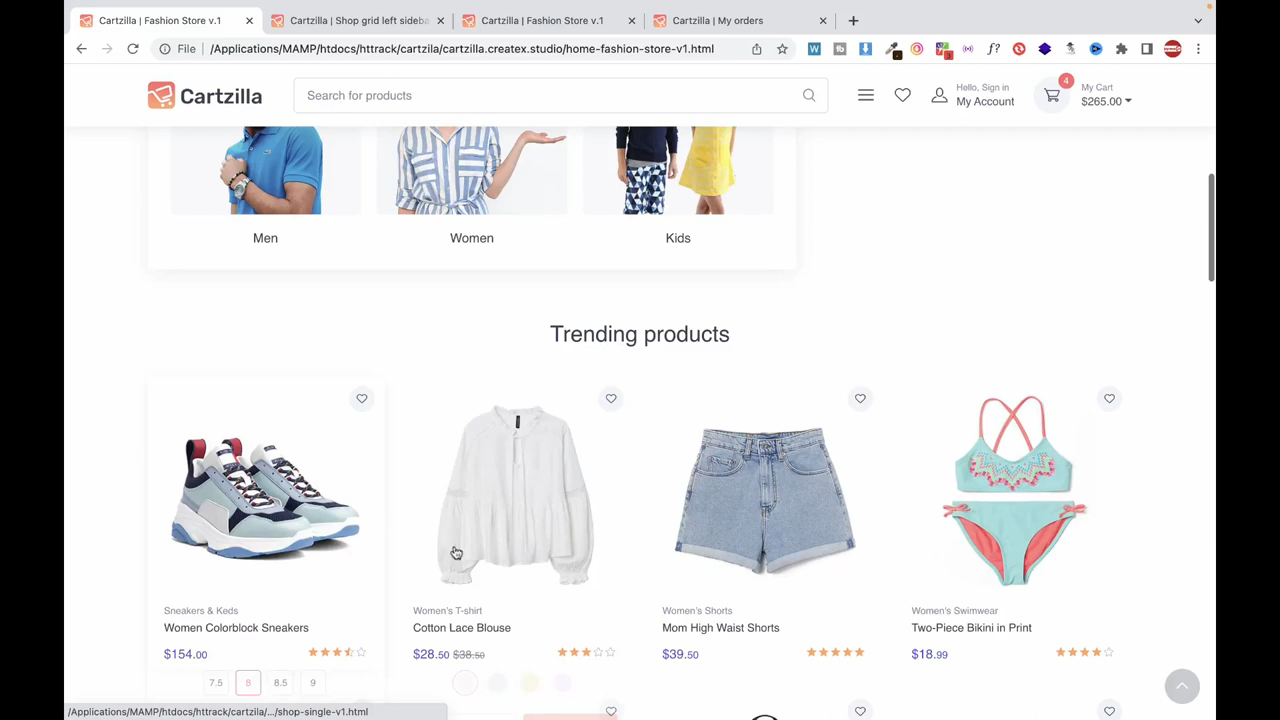 Cartzilla | Fashion Store v.1
Cartzilla | Shop grid left sideba
Cartzilla | Fashion Store v.1
Cartzilla | My orders
File /Applications/MAMP/htdocs/httrack/cartzila/cartzilla.createx.studio/home-fashion-store-v1.html
Cartzilla
Search for products
Hello, Sign in
My Account
4
My Cart
$265.00
Men
Women
Kids
Trending products
Sneakers & Keds
Women Colorblock Sneakers
$154.00
7.5 8 8.5 9
Women's T-shirt
Cotton Lace Blouse
$28.50 $38.50
Women's Shorts
Mom High Waist Shorts
$39.50
Women's Swimwear
Two-Piece Bikini in Print
$18.99
/Applications/MAMP/htdocs/httrack/cartzila/.../shop-single-v1.html